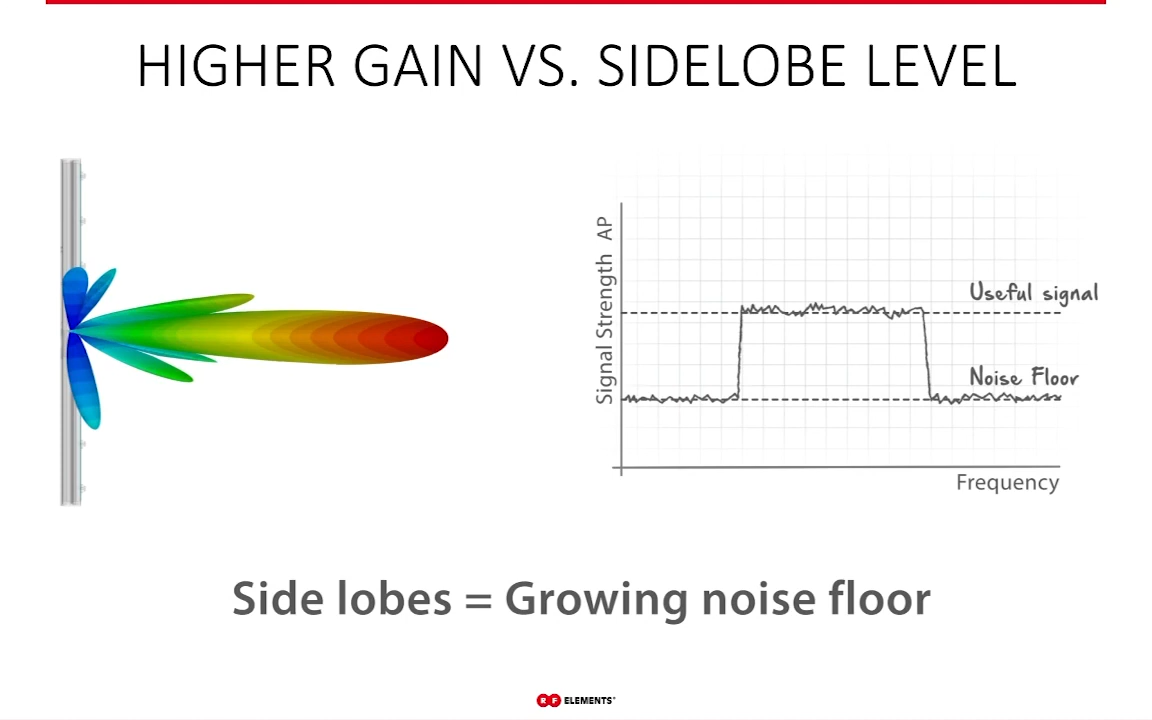 HIGHER GAIN VS. SIDELOBE LEVEL
Signal Strength AP
Useful signal
Noise Floor
Frequency
Side lobes = Growing noise floor
RF ELEMENTS